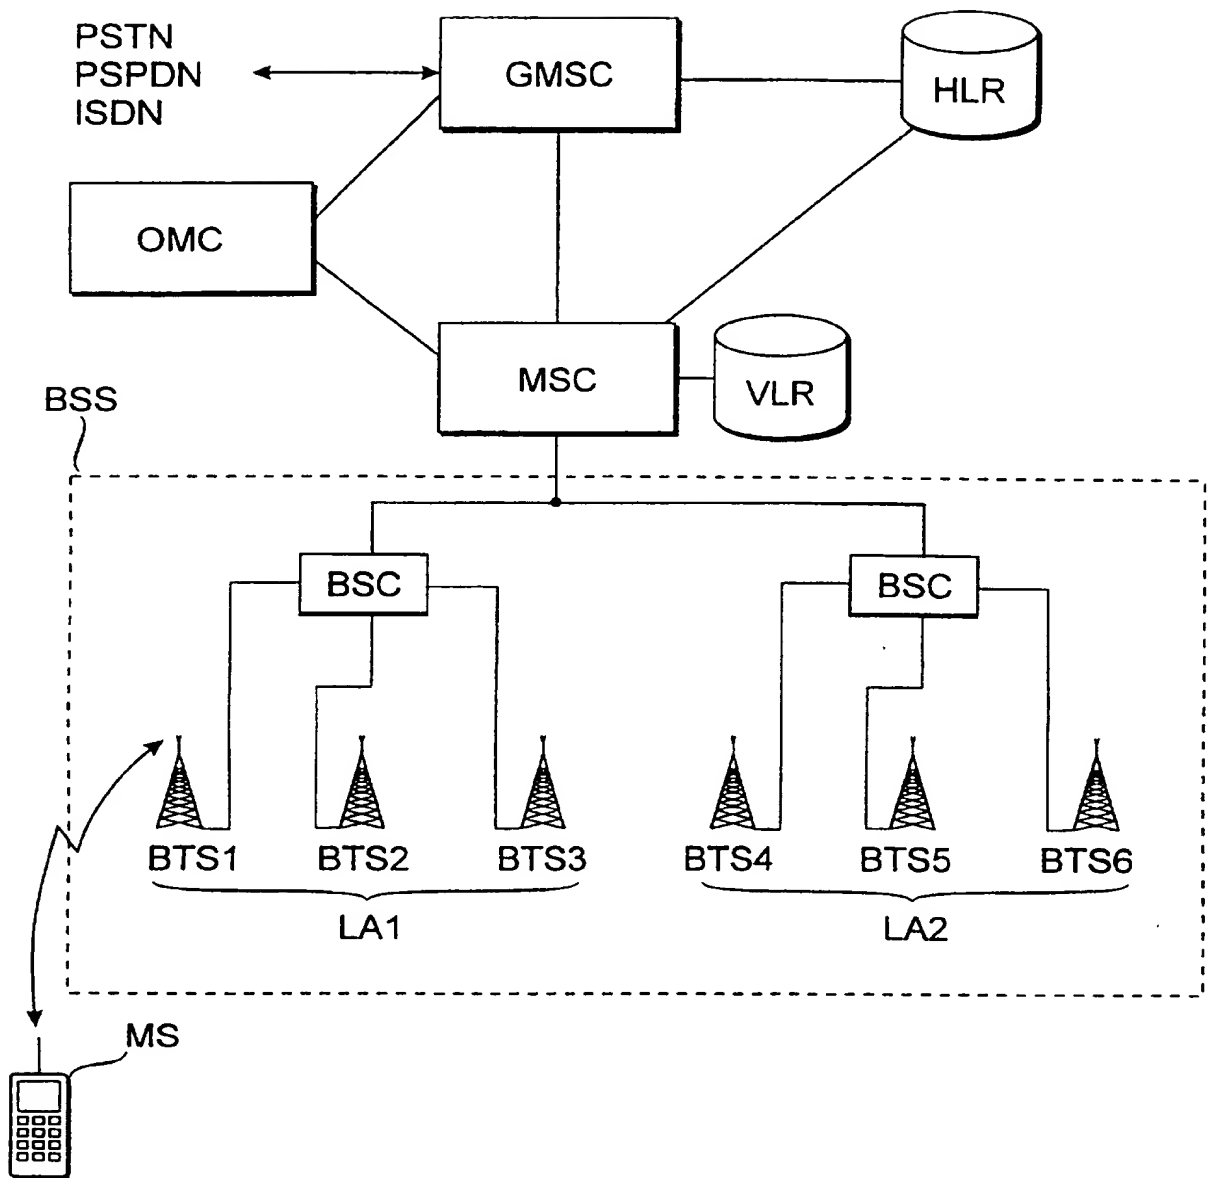 PSTN
PSPDN
ISDN
GMSC
HLR
OMC
MSC
VLR
BSS
BSC
BSC
BTS1
BTS2
BTS3
BTS4
BTS5
BTS6
LA1
LA2
MS